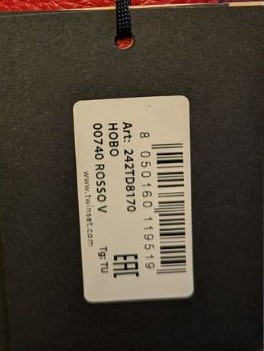 8 050160 119519
Art: 242TD8170
HOBO
00740 ROSSO V
EAC
www.twinset.com
Tg: TU